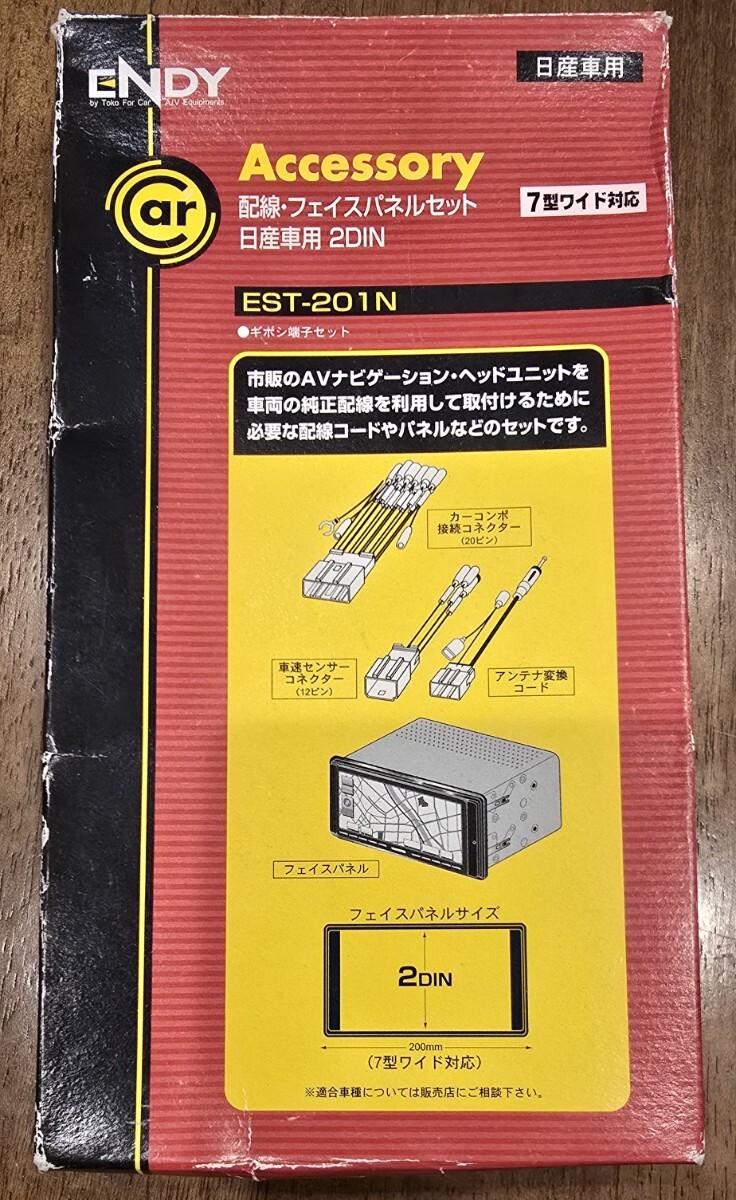 ENDY
by Toko For Car A/V Equipments
日産車用
Car
Accessory
配線・フェイスパネルセット
日産車用 2DIN
7型ワイド対応
EST-201N
●ギボシ端子セット
市販のAVナビゲーション・ヘッドユニットを
車両の純正配線を利用して取付けるために
必要な配線コードやパネルなどのセットです。
カーコンポ
接続コネクター
(20ピン)
車速センサー
コネクター
(12ピン)
アンテナ変換
コード
フェイスパネル
フェイスパネルサイズ
2DIN
200mm
(7型ワイド対応)
※適合車種については販売店にご相談下さい。